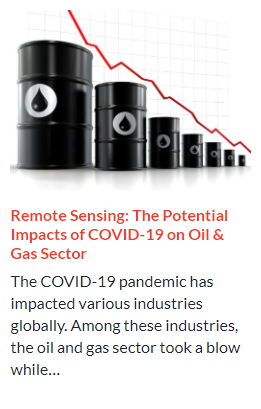 Remote Sensing: The Potential
Impacts of COVID-19 on Oil &
Gas Sector
The COVID-19 pandemic has
impacted various industries
globally. Among these industries,
the oil and gas sector took a blow
while...